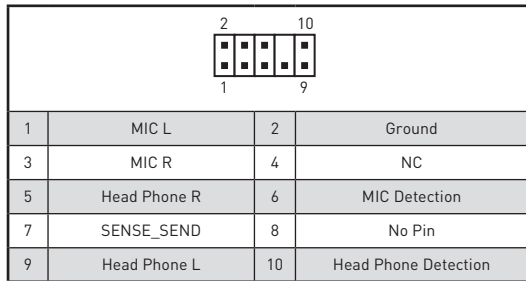 2 10
1 9
1 MIC L 2 Ground
3 MIC R 4 NC
5 Head Phone R 6 MIC Detection
7 SENSE_SEND 8 No Pin
9 Head Phone L 10 Head Phone Detection